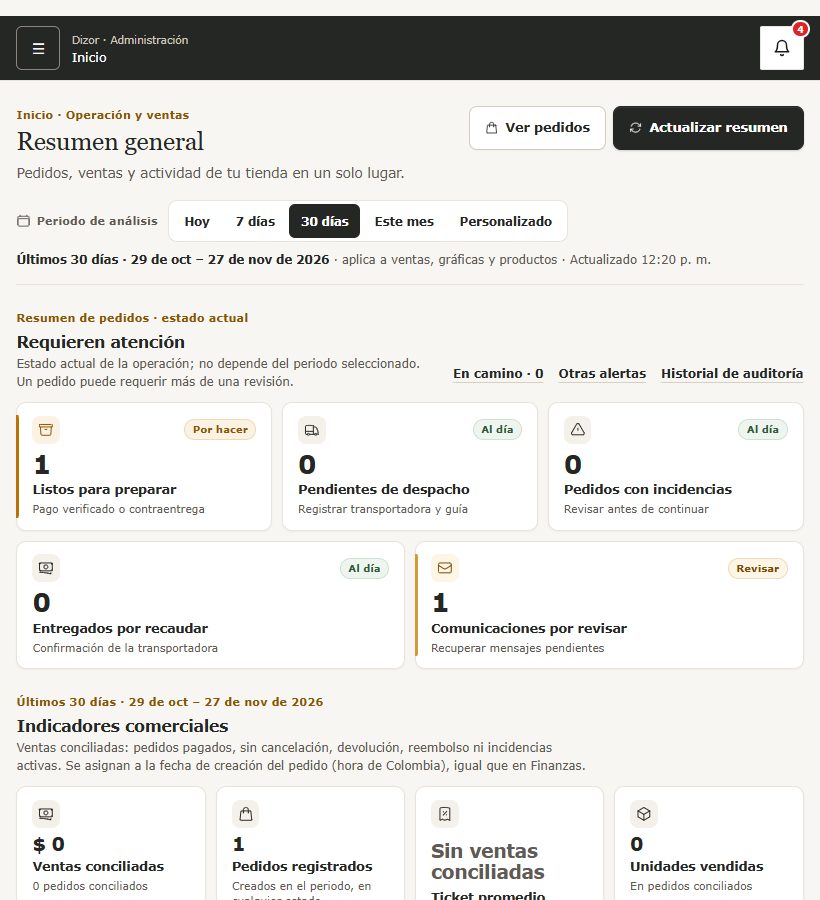 Dizor · Administración
Inicio
4
Inicio · Operación y ventas
Resumen general
Pedidos, ventas y actividad de tu tienda en un solo lugar.
Ver pedidos
Actualizar resumen
Periodo de análisis
Hoy
7 días
30 días
Este mes
Personalizado
Últimos 30 días · 29 de oct – 27 de nov de 2026 · aplica a ventas, gráficas y productos · Actualizado 12:20 p. m.
Resumen de pedidos · estado actual
Requieren atención
Estado actual de la operación; no depende del periodo seleccionado.
Un pedido puede requerir más de una revisión.
En camino · 0
Otras alertas
Historial de auditoría
Por hacer
1
Listos para preparar
Pago verificado o contraentrega
Al día
0
Pendientes de despacho
Registrar transportadora y guía
Al día
0
Pedidos con incidencias
Revisar antes de continuar
Al día
0
Entregados por recaudar
Confirmación de la transportadora
Revisar
1
Comunicaciones por revisar
Recuperar mensajes pendientes
Últimos 30 días · 29 de oct – 27 de nov de 2026
Indicadores comerciales
Ventas conciliadas: pedidos pagados, sin cancelación, devolución, reembolso ni incidencias
activas. Se asignan a la fecha de creación del pedido (hora de Colombia), igual que en Finanzas.
$ 0
Ventas conciliadas
0 pedidos conciliados
1
Pedidos registrados
Creados en el periodo, en
cualquier estado
Sin ventas
conciliadas
Ticket promedio
0
Unidades vendidas
En pedidos conciliados